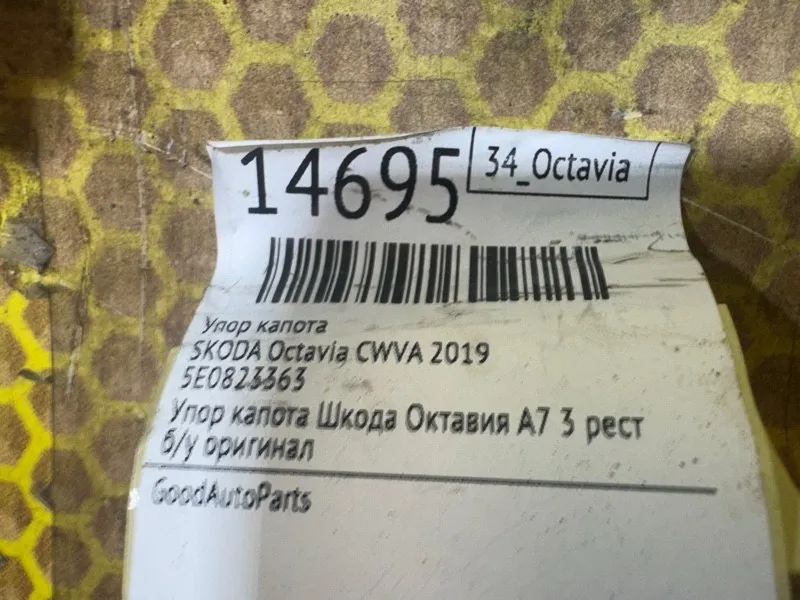 14695
34_Octavia
Упор капота
SKODA Octavia CWVA 2019
5E0823363
Упор капота Шкода Октавия А7 3 рест
б/у оригинал
GoodAutoParts